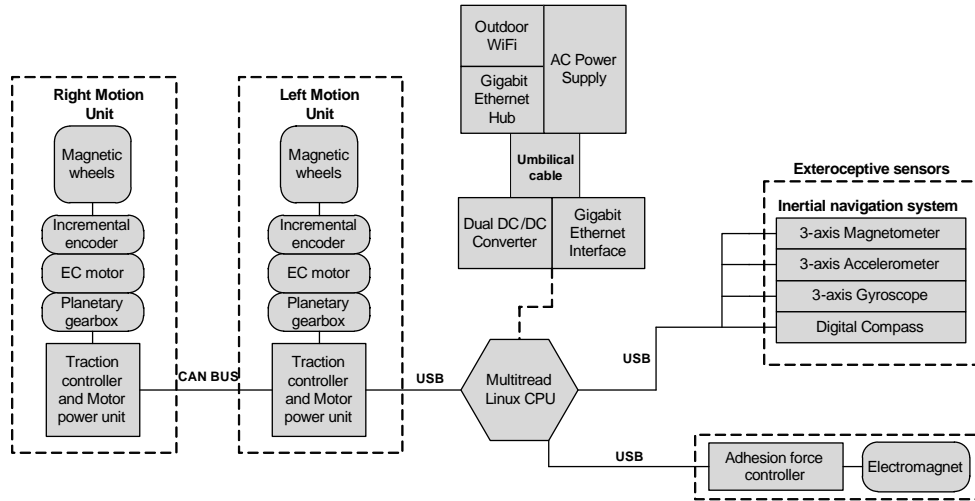 Outdoor
WiFi
AC Power
Supply
Gigabit
Ethernet
Hub
Umbilical
cable
Dual DC/DC
Converter
Gigabit
Ethernet
Interface
Right Motion
Unit
Magnetic
wheels
Incremental
encoder
EC motor
Planetary
gearbox
Traction
controller
and Motor
power unit
CAN BUS
Left Motion
Unit
Magnetic
wheels
Incremental
encoder
EC motor
Planetary
gearbox
Traction
controller
and Motor
power unit
USB
Multitread
Linux CPU
USB
Exteroceptive sensors
Inertial navigation system
3-axis Magnetometer
3-axis Accelerometer
3-axis Gyroscope
Digital Compass
USB
Adhesion force
controller
Electromagnet